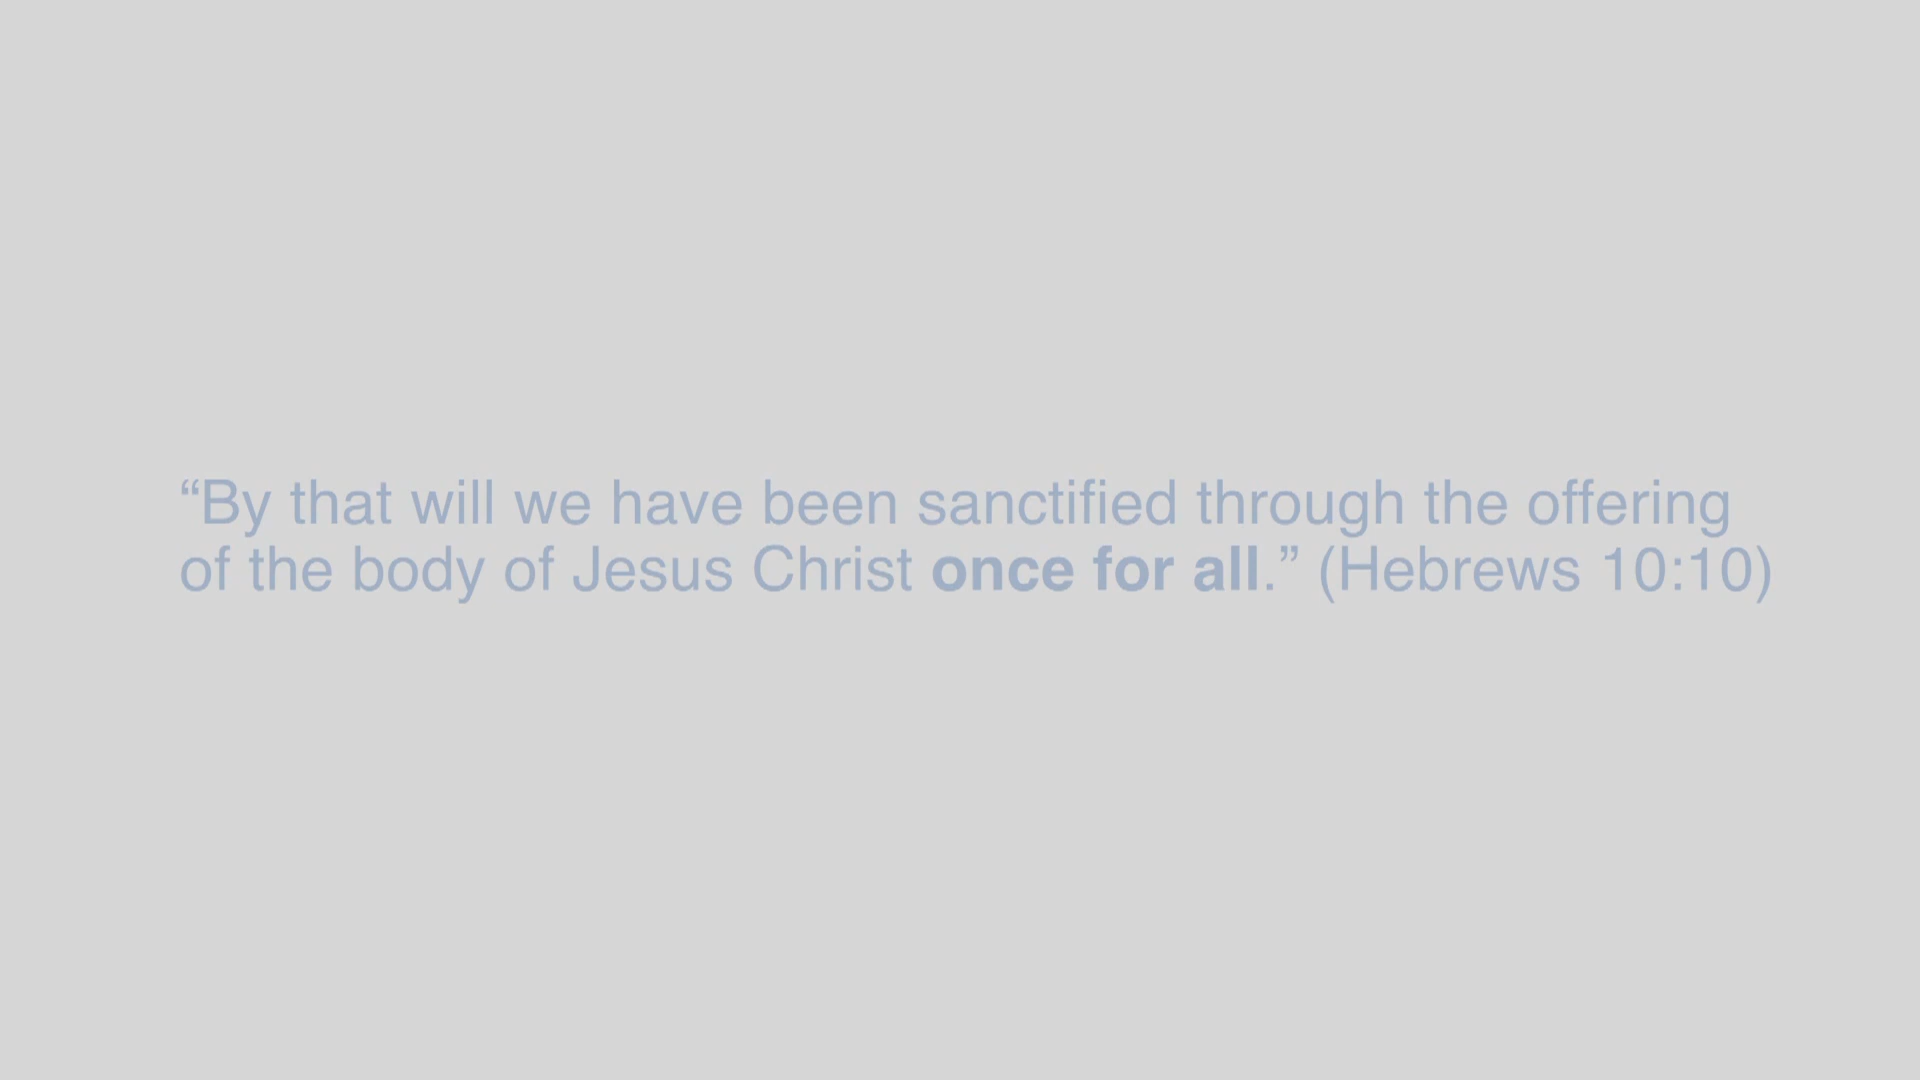 “By that will we have been sanctified through the offering
of the body of Jesus Christ once for all.” (Hebrews 10:10)